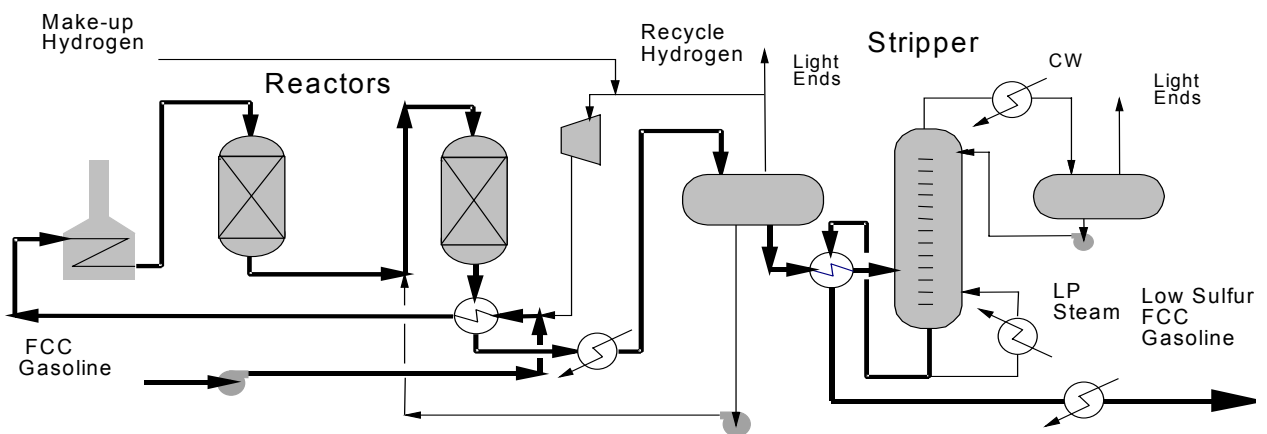 Make-up
Hydrogen
Reactors
Recycle
Hydrogen
Light
Ends
Stripper
CW
Light
Ends
FCC
Gasoline
LP
Steam
Low Sulfur
FCC
Gasoline